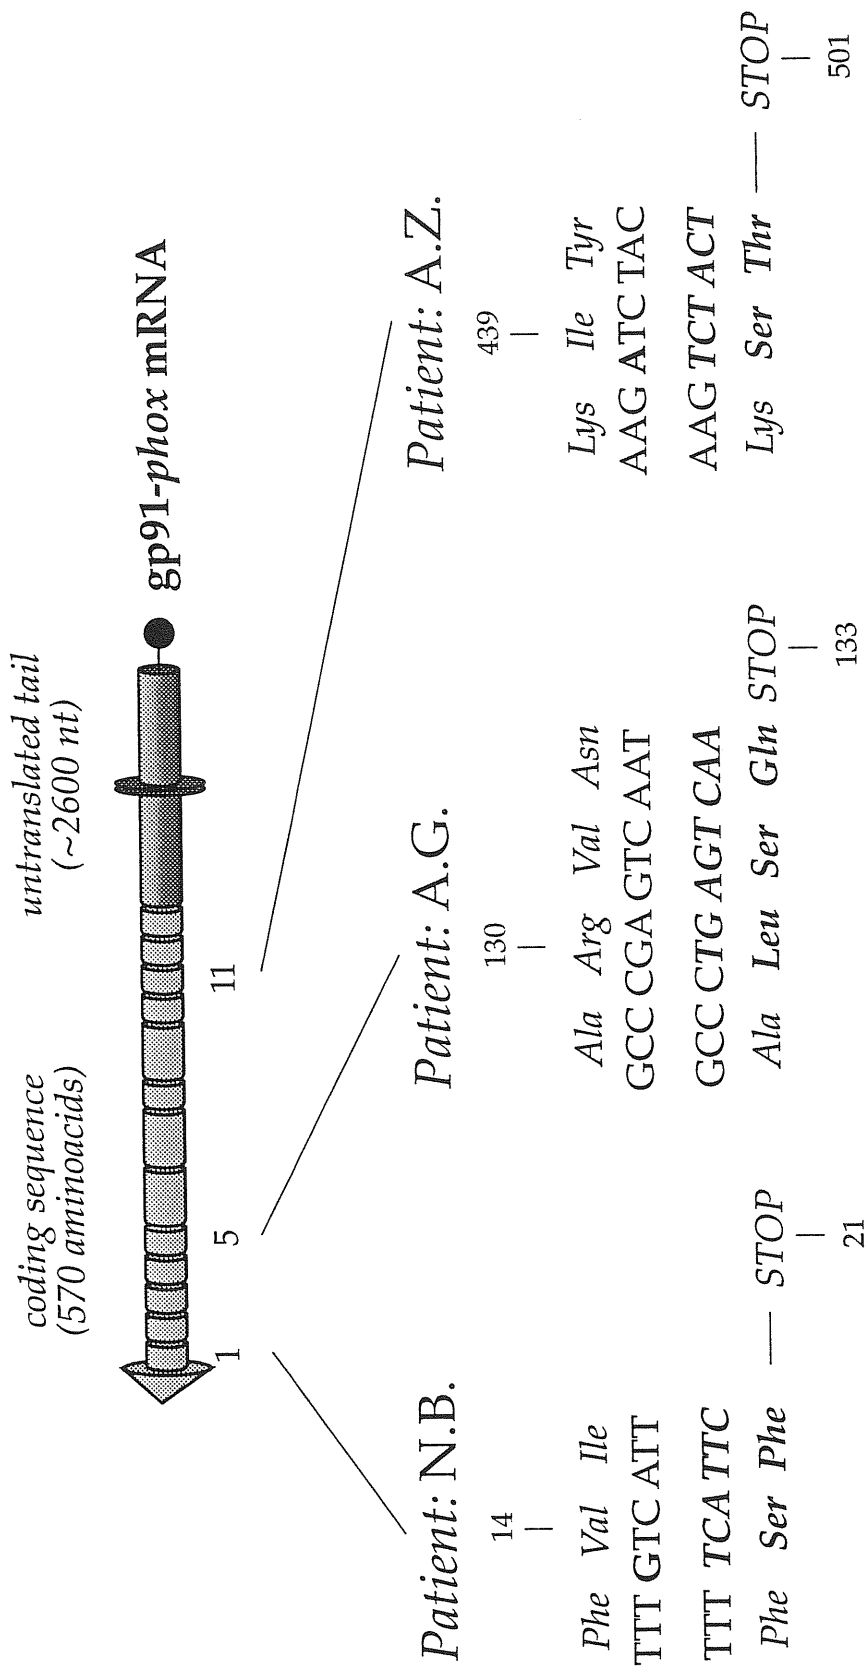 coding sequence
(570 aminoacids)
untranslated tail
(~2600 nt)
gp91-phox mRNA
1
5
11
Patient: N.B.
14
Phe Val Ile
TTT GTC ATT
TTT TCA TTC
Phe Ser Phe — STOP
21
Patient: A.G.
130
Ala Arg Val Asn
GCC CGA GTC AAT
GCC CTG AGT CAA
Ala Leu Ser Gln STOP
133
Patient: A.Z.
439
Lys Ile Tyr
AAG ATC TAC
AAG TCT ACT
Lys Ser Thr — STOP
501